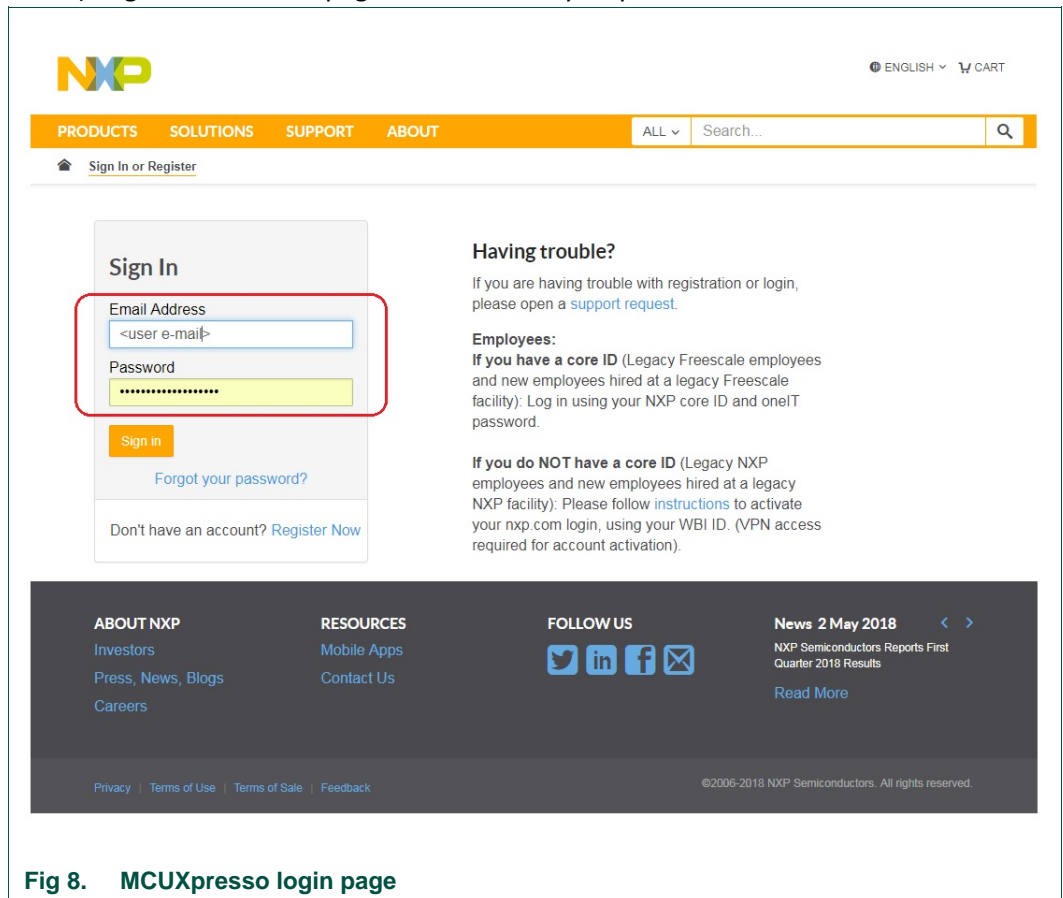 NXP
ENGLISH
CART
PRODUCTS SOLUTIONS SUPPORT ABOUT
ALL Search...
Sign In or Register
Sign In
Email Address
<user e-mail>
Password
••••••••••••••••••
Sign in
Forgot your password?
Don't have an account? Register Now
Having trouble?
If you are having trouble with registration or login,
please open a support request.
Employees:
If you have a core ID (Legacy Freescale employees
and new employees hired at a legacy Freescale
facility): Log in using your NXP core ID and oneIT
password.
If you do NOT have a core ID (Legacy NXP
employees and new employees hired at a legacy
NXP facility): Please follow instructions to activate
your nxp.com login, using your WBI ID. (VPN access
required for account activation).
ABOUT NXP
Investors
Press, News, Blogs
Careers
RESOURCES
Mobile Apps
Contact Us
FOLLOW US
News 2 May 2018
NXP Semiconductors Reports First
Quarter 2018 Results
Read More
Privacy | Terms of Use | Terms of Sale | Feedback
©2006-2018 NXP Semiconductors. All rights reserved.
Fig 8. MCUXpresso login page